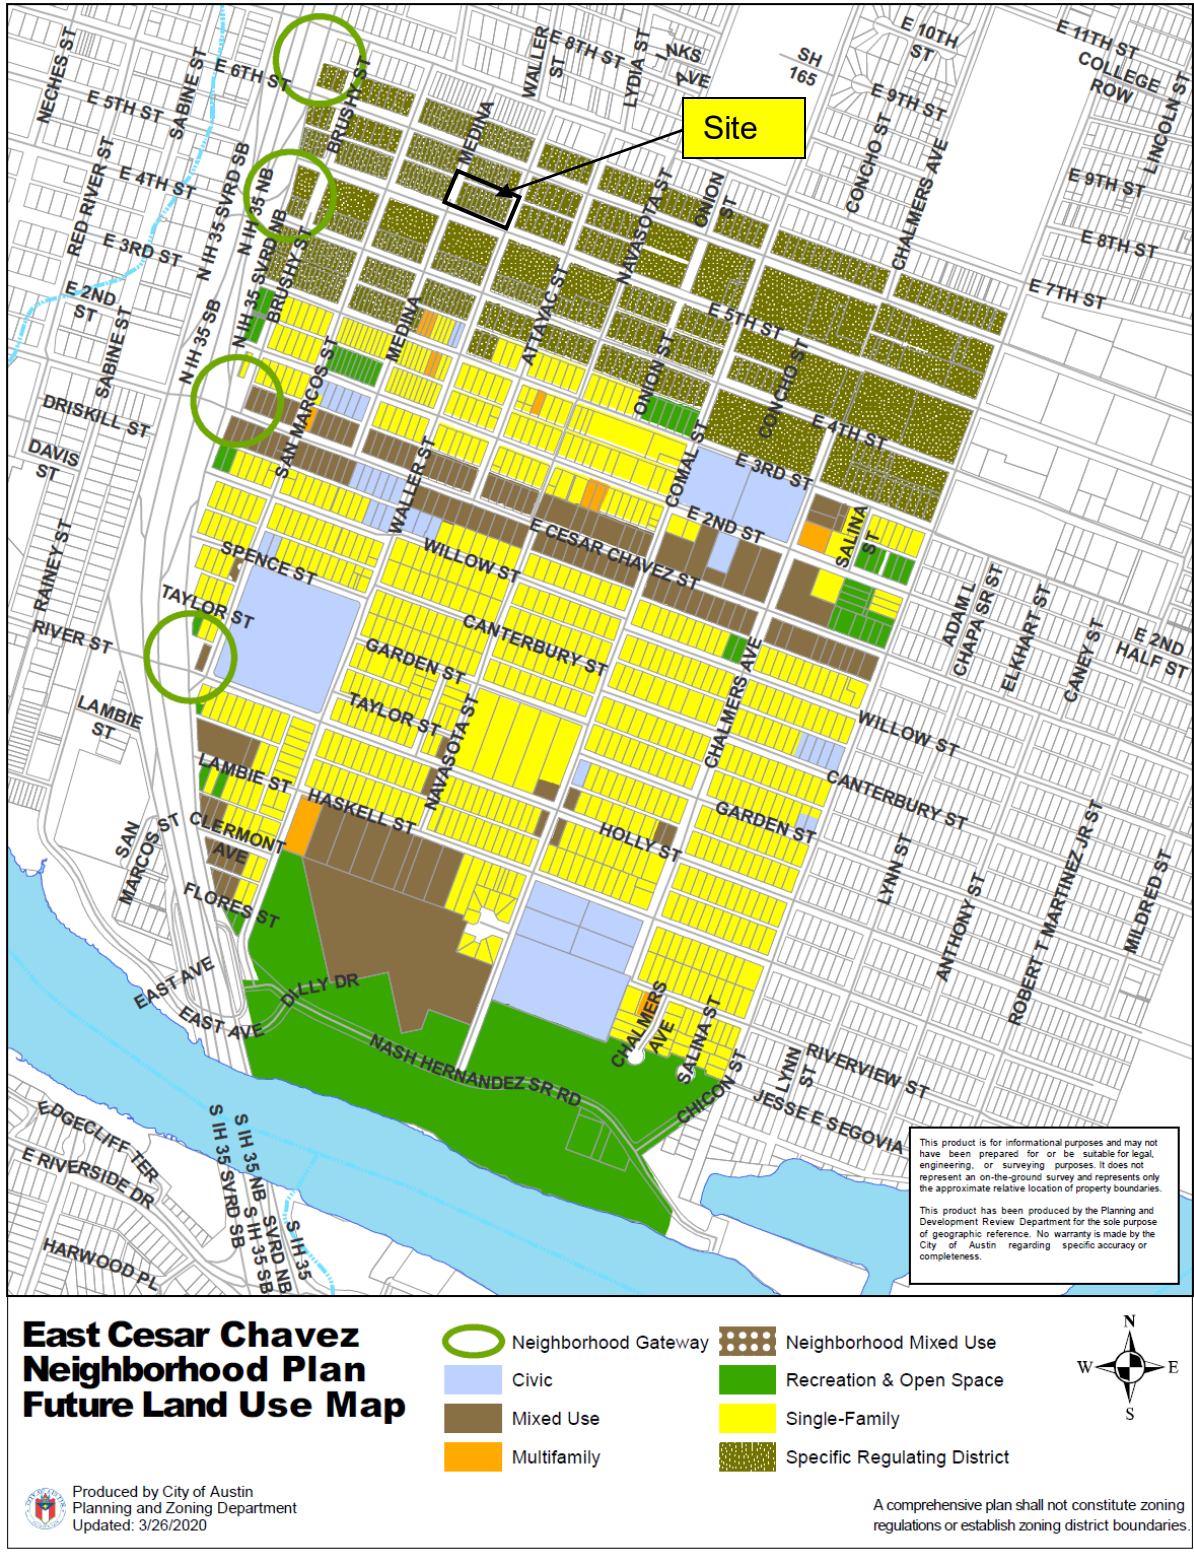 NECHES ST
SABINE ST
E 6TH ST
BRUSHY ST
WALLER ST
E 8TH ST
LYDIA ST
NKS AVE
SH 165
E 10TH ST
E 11TH ST
COLLEGE ROW
LINCOLN ST
E 5TH ST
MEDINA
Site
E 9TH ST
CONCHO ST
CHALMERS AVE
RED RIVER ST
E 4TH ST
N IH 35 SVRD SB
N IH 35 NB
E 9TH ST
E 3RD ST
N IH 35 SVRD NB
BRUSHY ST
NAVASOTA ST
ONION ST
E 8TH ST
E 2ND ST
SABINE ST
N IH 35 SB
MEDINA
ATTAYAC ST
E 5TH ST
E 7TH ST
DRISKILL ST
SAN MARCOS ST
ONION ST
CONCHO ST
E 4TH ST
DAVIS ST
WALLER ST
COMAL ST
E 3RD ST
RAINEY ST
SPENCE ST
WILLOW ST
E CESAR CHAVEZ ST
E 2ND ST
SALINA ST
TAYLOR ST
RIVER ST
GARDEN ST
CANTERBURY ST
ADAM L CHAPA SR ST
ELKHART ST
CANEY ST
E 2ND HALF ST
LAMBIE ST
TAYLOR ST
NAVASOTA ST
CHALMERS AVE
WILLOW ST
LAMBIE ST
HASKELL ST
CANTERBURY ST
SAN MARCOS ST
CLERMONT AVE
HOLLY ST
GARDEN ST
LYNN ST
ANTHONY ST
ROBERT T MARTINEZ JR ST
MILDRED ST
FLORES ST
EAST AVE
EAST AVE
DILLY DR
NASH HERNANDEZ SR RD
CHALMERS AVE
SALINA ST
CHICON ST
LYNN ST
RIVERVIEW ST
JESSE E SEGOVIA
EDGECLIFF TER
E RIVERSIDE DR
HARWOOD PL
S IH 35 SVRD SB
S IH 35 NB
S IH 35 SB
SVRD NB
S IH 35
This product is for informational purposes and may not
have been prepared for or be suitable for legal,
engineering, or surveying purposes. It does not
represent an on-the-ground survey and represents only
the approximate relative location of property boundaries.
This product has been produced by the Planning and
Development Review Department for the sole purpose
of geographic reference. No warranty is made by the
City of Austin regarding specific accuracy or
completeness.
East Cesar Chavez
Neighborhood Plan
Future Land Use Map
Neighborhood Gateway
Civic
Mixed Use
Multifamily
Neighborhood Mixed Use
Recreation & Open Space
Single-Family
Specific Regulating District
N
W E
S
Produced by City of Austin
Planning and Zoning Department
Updated: 3/26/2020
A comprehensive plan shall not constitute zoning
regulations or establish zoning district boundaries.